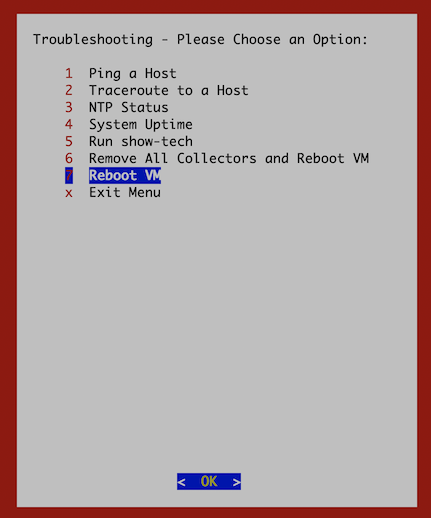 Troubleshooting - Please Choose an Option:
1 Ping a Host
2 Traceroute to a Host
3 NTP Status
4 System Uptime
5 Run show-tech
6 Remove All Collectors and Reboot VM
7 Reboot VM
x Exit Menu
< OK >